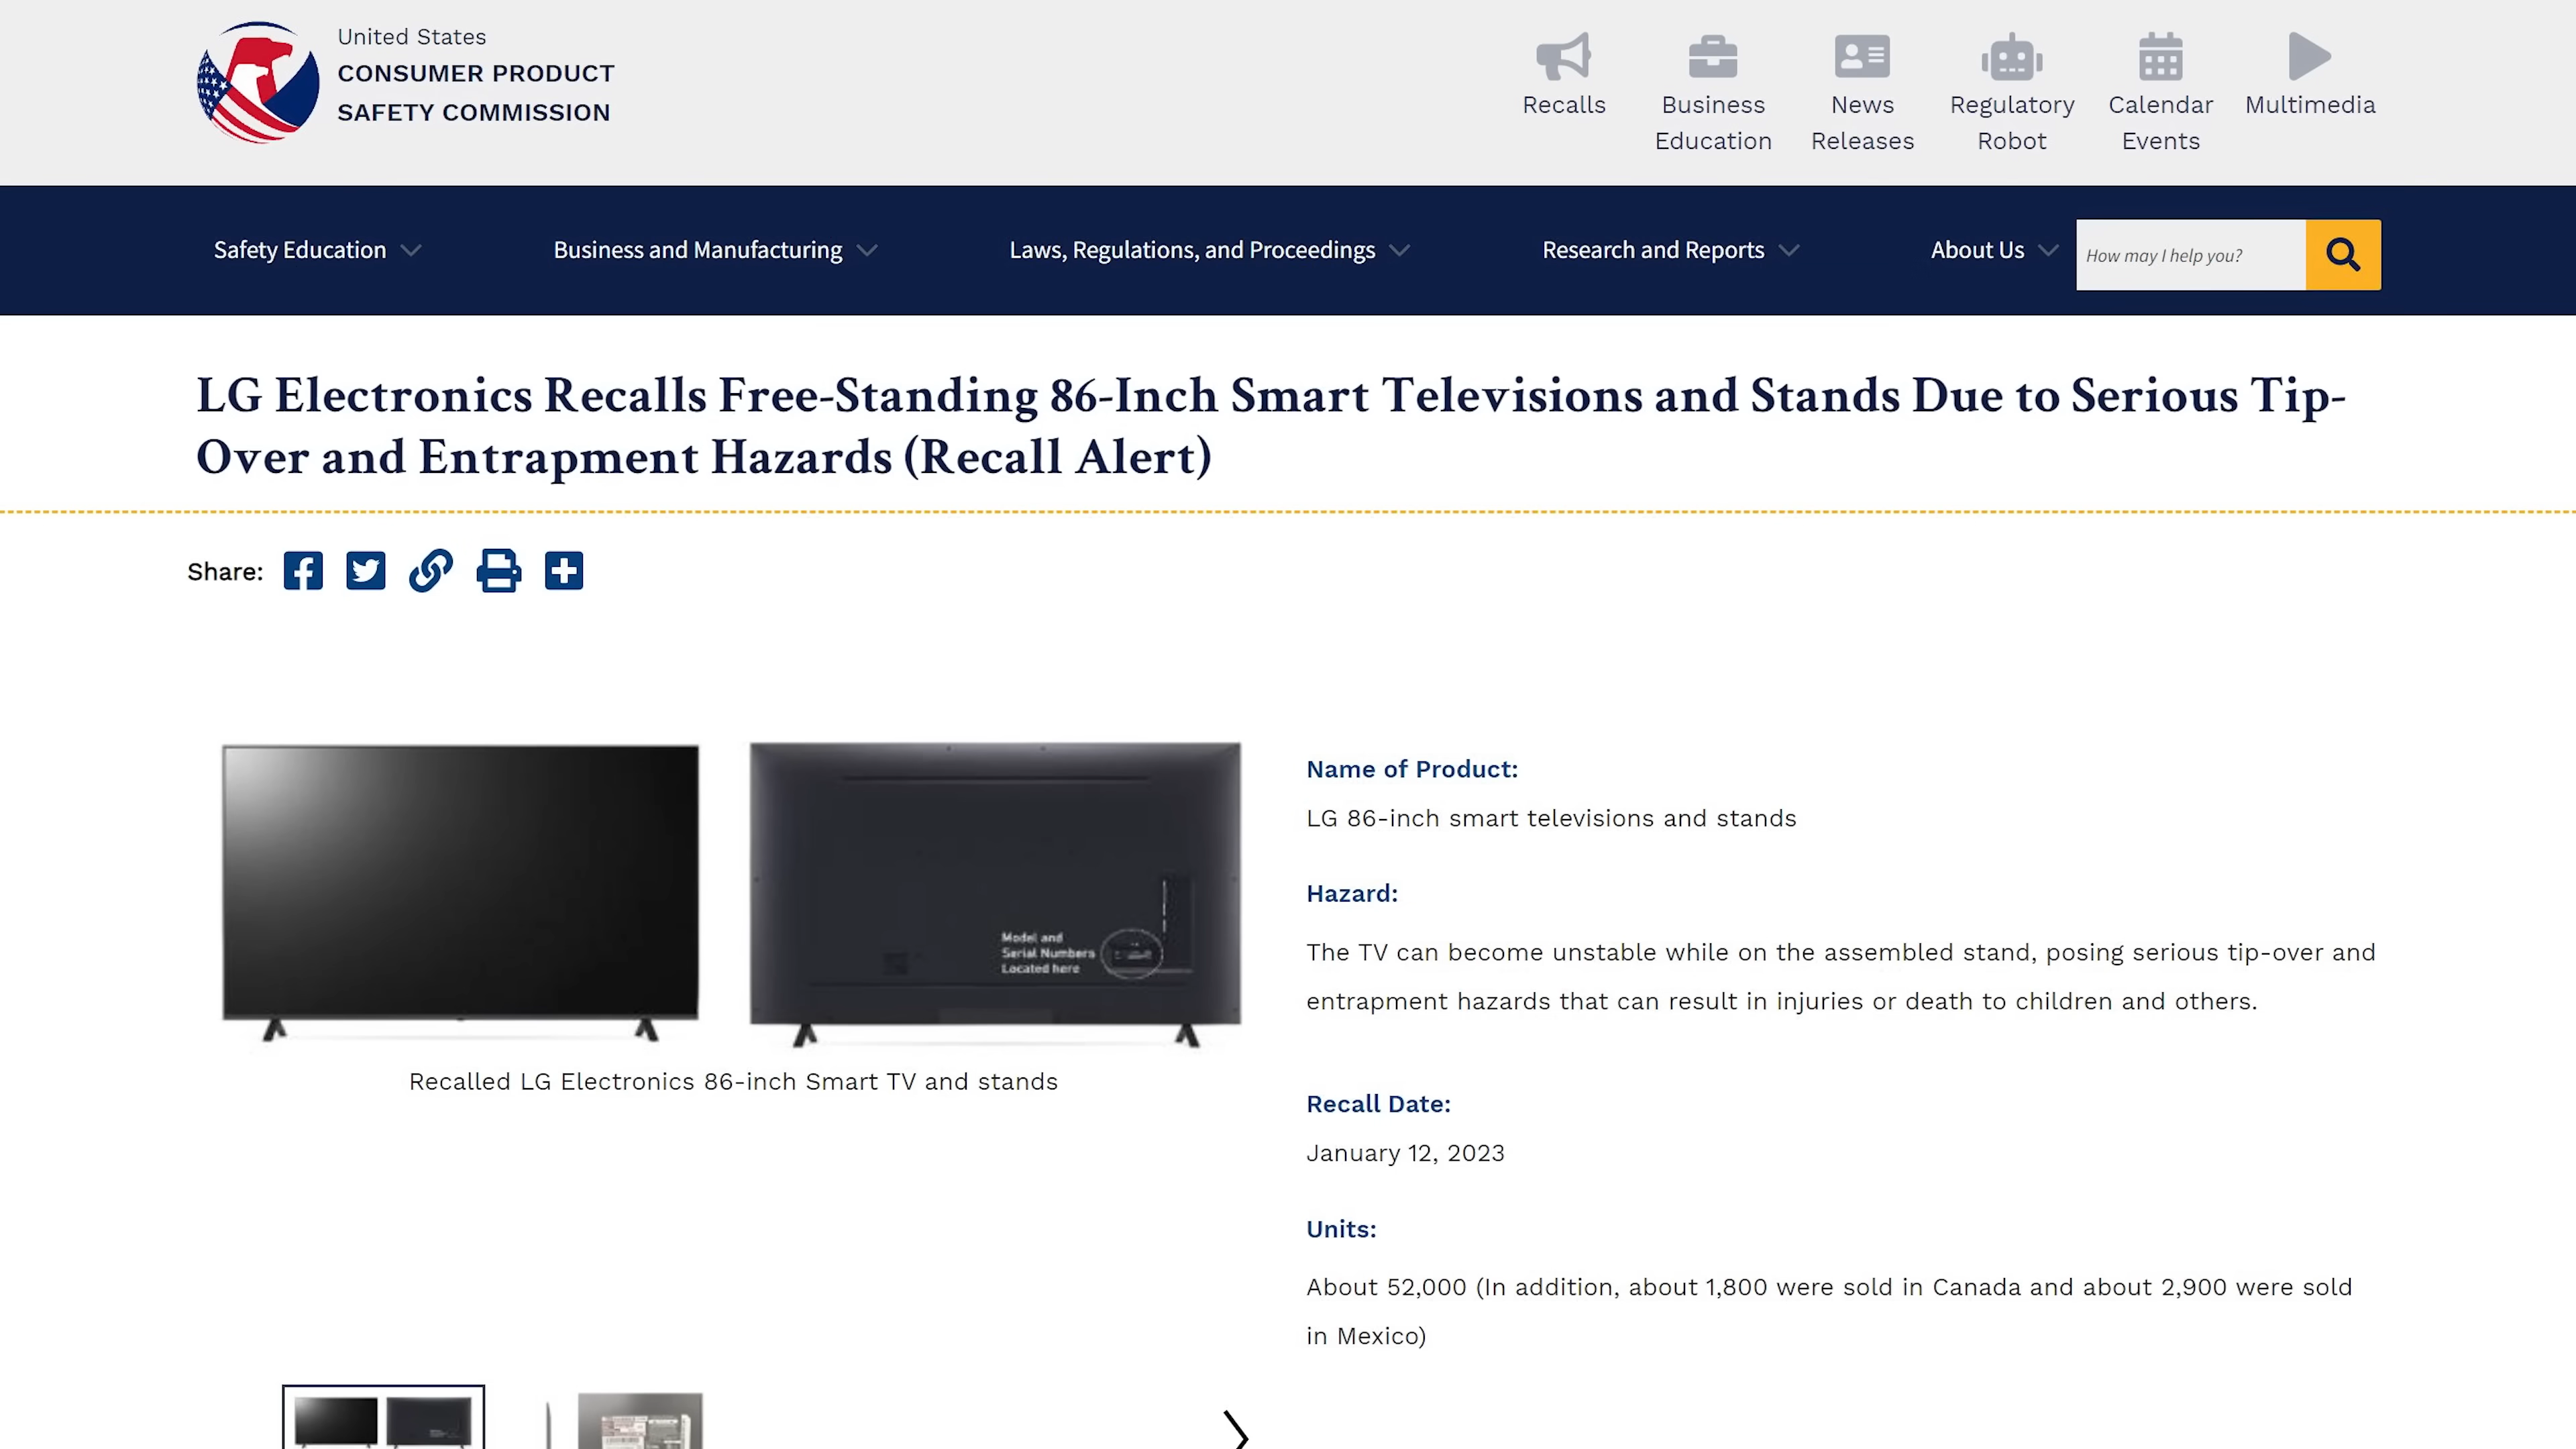 United States
CONSUMER PRODUCT
SAFETY COMMISSION
Recalls
Business
Education
News
Releases
Regulatory
Robot
Calendar
Events
Multimedia
Safety Education
Business and Manufacturing
Laws, Regulations, and Proceedings
Research and Reports
About Us
How may I help you?
LG Electronics Recalls Free-Standing 86-Inch Smart Televisions and Stands Due to Serious Tip-
Over and Entrapment Hazards (Recall Alert)
Share:
Model and
Serial Numbers
Located here
Recalled LG Electronics 86-inch Smart TV and stands
Name of Product:
LG 86-inch smart televisions and stands
Hazard:
The TV can become unstable while on the assembled stand, posing serious tip-over and
entrapment hazards that can result in injuries or death to children and others.
Recall Date:
January 12, 2023
Units:
About 52,000 (In addition, about 1,800 were sold in Canada and about 2,900 were sold
in Mexico)